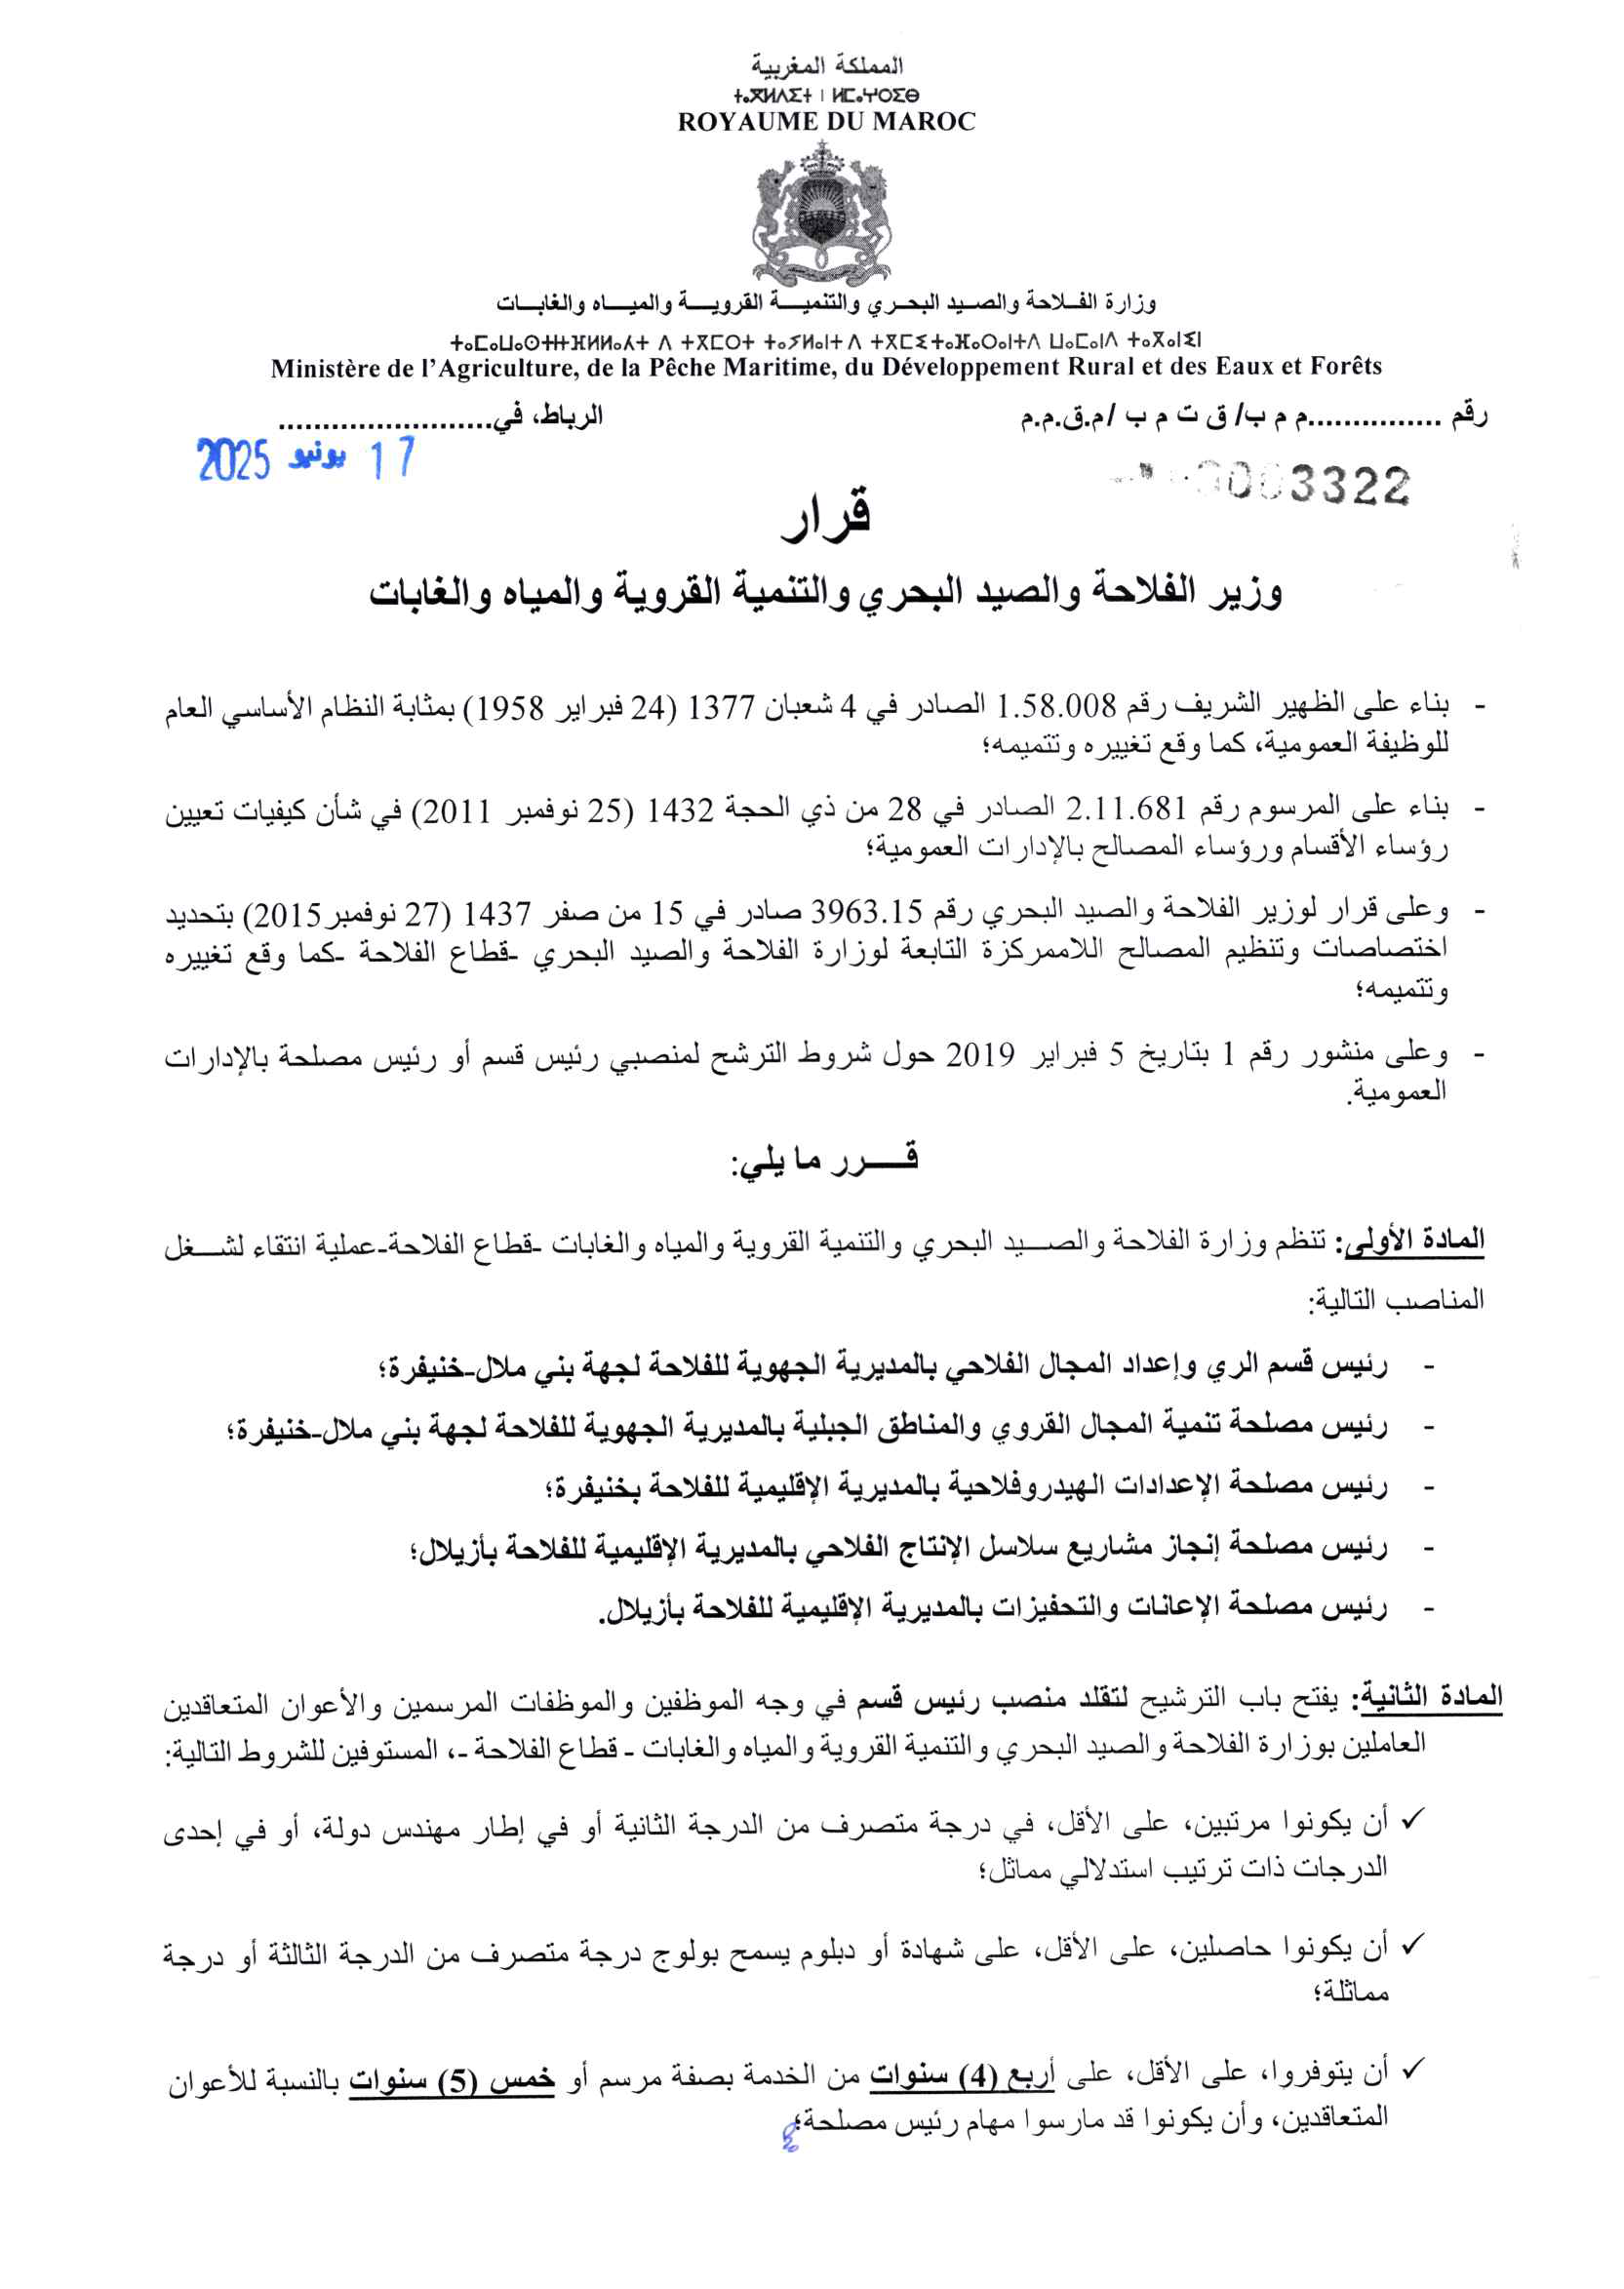 المملكة المغربية
ⵜⴰⴳⵍⴷⵉⵜ ⵏ ⵍⵎⴰⵖⵔⵉⴱ
ROYAUME DU MAROC
وزارة الفــلاحة والصــيد البحـري والتنميــة القرويــة والميــاه والغابــات
Ministère de l’Agriculture, de la Pêche Maritime, du Développement Rural et des Eaux et Forêts
رقم ...............م م ب/ ق ت م ب /م.ق.م.م
الرباط، في........................
17 يونيو 2025
3322
قرار
وزير الفلاحة والصيد البحري والتنمية القروية والمياه والغابات
- بناء على الظهير الشريف رقم 1.58.008 الصادر في 4 شعبان 1377 (24 فبراير 1958) بمثابة النظام الأساسي العام
للوظيفة العمومية، كما وقع تغييره وتتميمه؛
- بناء على المرسوم رقم 2.11.681 الصادر في 28 من ذي الحجة 1432 (25 نوفمبر 2011) في شأن كيفيات تعيين
رؤساء الأقسام ورؤساء المصالح بالإدارات العمومية؛
- وعلى قرار لوزير الفلاحة والصيد البحري رقم 3963.15 صادر في 15 من صفر 1437 (27 نوفمبر2015) بتحديد
اختصاصات وتنظيم المصالح اللاممركزة التابعة لوزارة الفلاحة والصيد البحري -قطاع الفلاحة -كما وقع تغييره
وتتميمه؛
- وعلى منشور رقم 1 بتاريخ 5 فبراير 2019 حول شروط الترشح لمنصبي رئيس قسم أو رئيس مصلحة بالإدارات
العمومية.
قـــرر ما يلي:
المادة الأولى: تنظم وزارة الفلاحة والصــيد البحري والتنمية القروية والمياه والغابات -قطاع الفلاحة-عملية انتقاء لشــغل
المناصب التالية:
- رئيس قسم الري وإعداد المجال الفلاحي بالمديرية الجهوية للفلاحة لجهة بني ملال-خنيفرة؛
- رئيس مصلحة تنمية المجال القروي والمناطق الجبلية بالمديرية الجهوية للفلاحة لجهة بني ملال-خنيفرة؛
- رئيس مصلحة الإعدادات الهيدروفلاحية بالمديرية الإقليمية للفلاحة بخنيفرة؛
- رئيس مصلحة إنجاز مشاريع سلاسل الإنتاج الفلاحي بالمديرية الإقليمية للفلاحة بأزيلال؛
- رئيس مصلحة الإعانات والتحفيزات بالمديرية الإقليمية للفلاحة بأزيلال.
المادة الثانية: يفتح باب الترشيح لتقلد منصب رئيس قسم في وجه الموظفين والموظفات المرسمين والأعوان المتعاقدين
العاملين بوزارة الفلاحة والصيد البحري والتنمية القروية والمياه والغابات - قطاع الفلاحة -، المستوفين للشروط التالية:
✓ أن يكونوا مرتبين، على الأقل، في درجة متصرف من الدرجة الثانية أو في إطار مهندس دولة، أو في إحدى
الدرجات ذات ترتيب استدلالي مماثل؛
✓ أن يكونوا حاصلين، على الأقل، على شهادة أو دبلوم يسمح بولوج درجة متصرف من الدرجة الثالثة أو درجة
مماثلة؛
✓ أن يتوفروا، على الأقل، على أربع (4) سنوات من الخدمة بصفة مرسم أو خمس (5) سنوات بالنسبة للأعوان
المتعاقدين، وأن يكونوا قد مارسوا مهام رئيس مصلحة؛